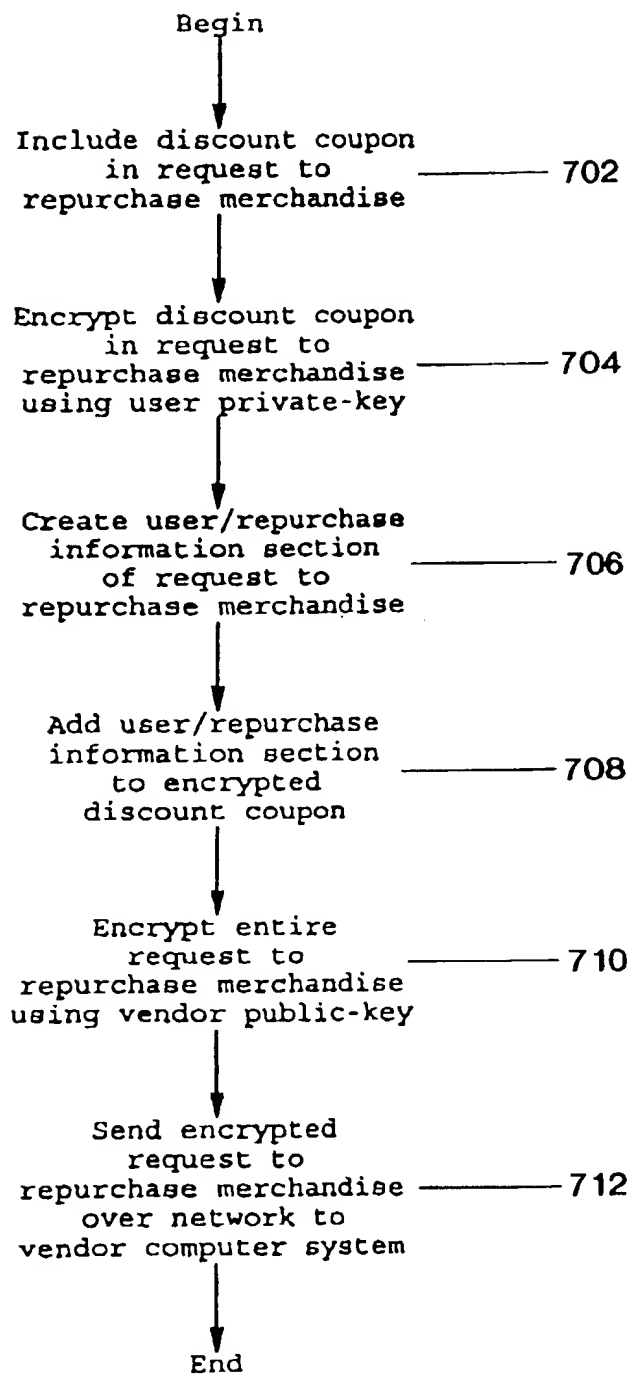 Begin
Include discount coupon
in request to
repurchase merchandise
702
Encrypt discount coupon
in request to
repurchase merchandise
using user private-key
704
Create user/repurchase
information section
of request to
repurchase merchandise
706
Add user/repurchase
information section
to encrypted
discount coupon
708
Encrypt entire
request to
repurchase merchandise
using vendor public-key
710
Send encrypted
request to
repurchase merchandise
over network to
vendor computer system
712
End